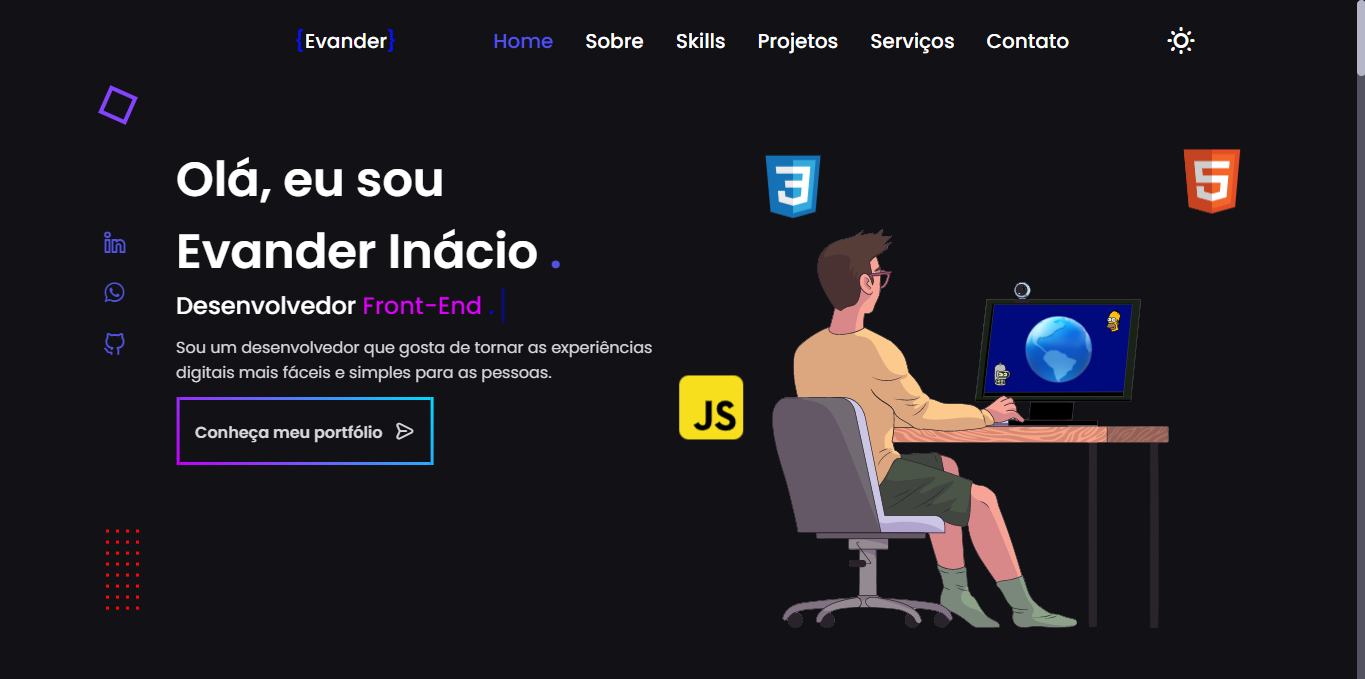 {Evander} Home Sobre Skills Projetos Serviços Contato
Olá, eu sou
Evander Inácio .
Desenvolvedor Front-End .
Sou um desenvolvedor que gosta de tornar as experiências
digitais mais fáceis e simples para as pessoas.
Conheça meu portfólio
3
5
JS
in